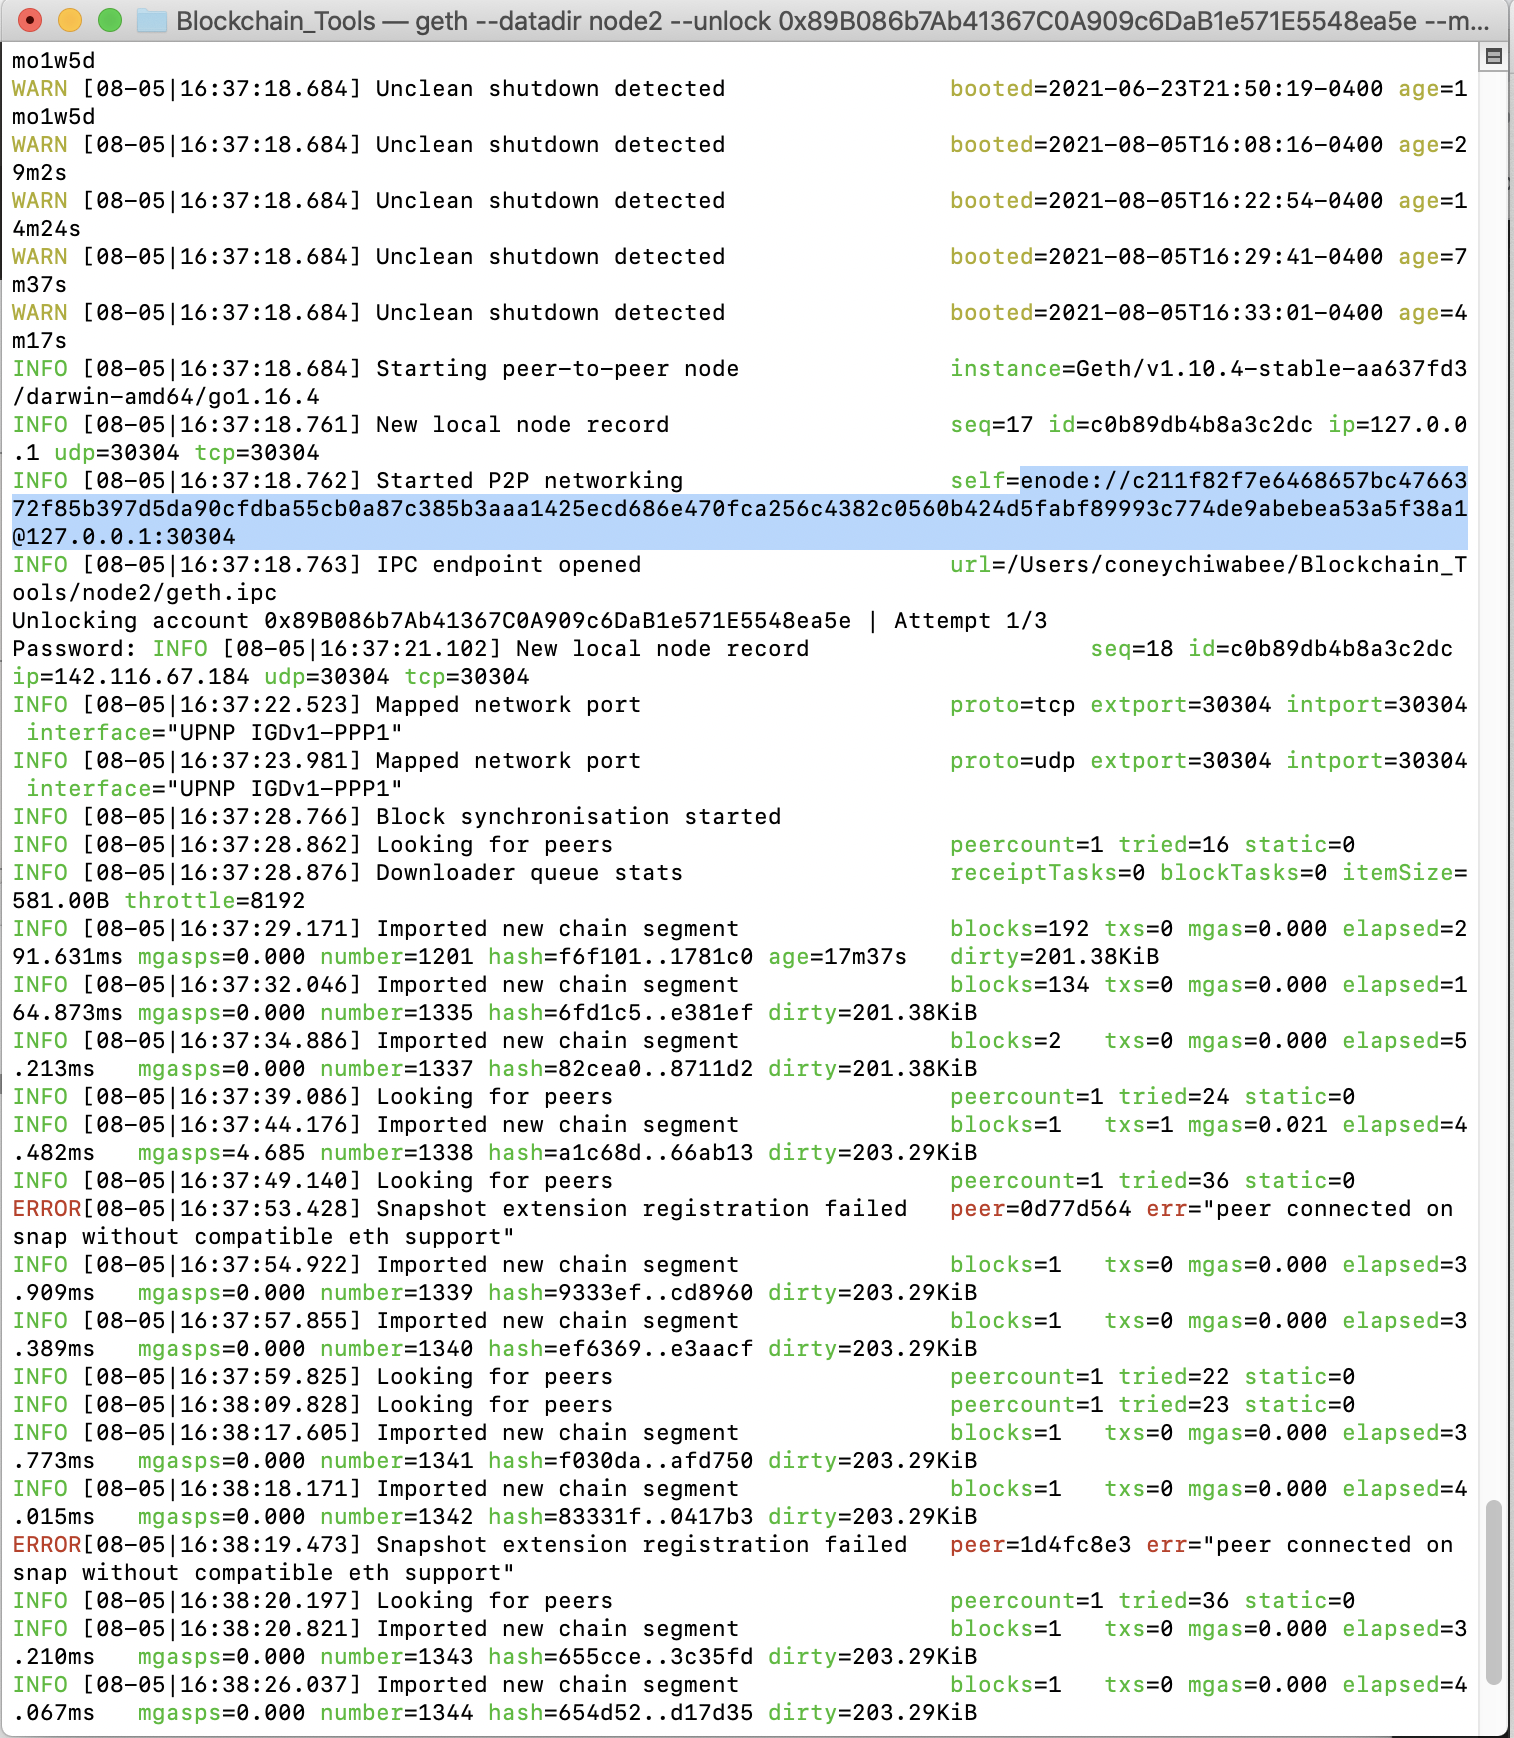 Blockchain_Tools — geth --datadir node2 --unlock 0x89B086b7Ab41367C0A909c6DaB1e571E5548ea5e --m...
mo1w5d
WARN [08-05|16:37:18.684] Unclean shutdown detected                booted=2021-06-23T21:50:19-0400 age=1
mo1w5d
WARN [08-05|16:37:18.684] Unclean shutdown detected                booted=2021-08-05T16:08:16-0400 age=2
9m2s
WARN [08-05|16:37:18.684] Unclean shutdown detected                booted=2021-08-05T16:22:54-0400 age=1
4m24s
WARN [08-05|16:37:18.684] Unclean shutdown detected                booted=2021-08-05T16:29:41-0400 age=7
m37s
WARN [08-05|16:37:18.684] Unclean shutdown detected                booted=2021-08-05T16:33:01-0400 age=4
m17s
INFO [08-05|16:37:18.684] Starting peer-to-peer node               instance=Geth/v1.10.4-stable-aa637fd3
/darwin-amd64/go1.16.4
INFO [08-05|16:37:18.761] New local node record                    seq=17 id=c0b89db4b8a3c2dc ip=127.0.0
.1 udp=30304 tcp=30304
INFO [08-05|16:37:18.762] Started P2P networking                   self=enode://c211f82f7e6468657bc47663
72f85b397d5da90cfdba55cb0a87c385b3aaa1425ecd686e470fca256c4382c0560b424d5fabf89993c774de9abebea53a5f38a1
@127.0.0.1:30304
INFO [08-05|16:37:18.763] IPC endpoint opened                      url=/Users/coneychiwabee/Blockchain_T
ools/node2/geth.ipc
Unlocking account 0x89B086b7Ab41367C0A909c6DaB1e571E5548ea5e | Attempt 1/3
Password: INFO [08-05|16:37:21.102] New local node record                    seq=18 id=c0b89db4b8a3c2dc
ip=142.116.67.184 udp=30304 tcp=30304
INFO [08-05|16:37:22.523] Mapped network port                      proto=tcp extport=30304 intport=30304
 interface="UPNP IGDv1-PPP1"
INFO [08-05|16:37:23.981] Mapped network port                      proto=udp extport=30304 intport=30304
 interface="UPNP IGDv1-PPP1"
INFO [08-05|16:37:28.766] Block synchronisation started
INFO [08-05|16:37:28.862] Looking for peers                        peercount=1 tried=16 static=0
INFO [08-05|16:37:28.876] Downloader queue stats                   receiptTasks=0 blockTasks=0 itemSize=
581.00B throttle=8192
INFO [08-05|16:37:29.171] Imported new chain segment               blocks=192 txs=0 mgas=0.000 elapsed=2
91.631ms mgasps=0.000 number=1201 hash=f6f101..1781c0 age=17m37s   dirty=201.38KiB
INFO [08-05|16:37:32.046] Imported new chain segment               blocks=134 txs=0 mgas=0.000 elapsed=1
64.873ms mgasps=0.000 number=1335 hash=6fd1c5..e381ef dirty=201.38KiB
INFO [08-05|16:37:34.886] Imported new chain segment               blocks=2   txs=0 mgas=0.000 elapsed=5
.213ms   mgasps=0.000 number=1337 hash=82cea0..8711d2 dirty=201.38KiB
INFO [08-05|16:37:39.086] Looking for peers                        peercount=1 tried=24 static=0
INFO [08-05|16:37:44.176] Imported new chain segment               blocks=1   txs=1 mgas=0.021 elapsed=4
.482ms   mgasps=4.685 number=1338 hash=a1c68d..66ab13 dirty=203.29KiB
INFO [08-05|16:37:49.140] Looking for peers                        peercount=1 tried=36 static=0
ERROR[08-05|16:37:53.428] Snapshot extension registration failed   peer=0d77d564 err="peer connected on
snap without compatible eth support"
INFO [08-05|16:37:54.922] Imported new chain segment               blocks=1   txs=0 mgas=0.000 elapsed=3
.909ms   mgasps=0.000 number=1339 hash=9333ef..cd8960 dirty=203.29KiB
INFO [08-05|16:37:57.855] Imported new chain segment               blocks=1   txs=0 mgas=0.000 elapsed=3
.389ms   mgasps=0.000 number=1340 hash=ef6369..e3aacf dirty=203.29KiB
INFO [08-05|16:37:59.825] Looking for peers                        peercount=1 tried=22 static=0
INFO [08-05|16:38:09.828] Looking for peers                        peercount=1 tried=23 static=0
INFO [08-05|16:38:17.605] Imported new chain segment               blocks=1   txs=0 mgas=0.000 elapsed=3
.773ms   mgasps=0.000 number=1341 hash=f030da..afd750 dirty=203.29KiB
INFO [08-05|16:38:18.171] Imported new chain segment               blocks=1   txs=0 mgas=0.000 elapsed=4
.015ms   mgasps=0.000 number=1342 hash=83331f..0417b3 dirty=203.29KiB
ERROR[08-05|16:38:19.473] Snapshot extension registration failed   peer=1d4fc8e3 err="peer connected on
snap without compatible eth support"
INFO [08-05|16:38:20.197] Looking for peers                        peercount=1 tried=36 static=0
INFO [08-05|16:38:20.821] Imported new chain segment               blocks=1   txs=0 mgas=0.000 elapsed=3
.210ms   mgasps=0.000 number=1343 hash=655cce..3c35fd dirty=203.29KiB
INFO [08-05|16:38:26.037] Imported new chain segment               blocks=1   txs=0 mgas=0.000 elapsed=4
.067ms   mgasps=0.000 number=1344 hash=654d52..d17d35 dirty=203.29KiB